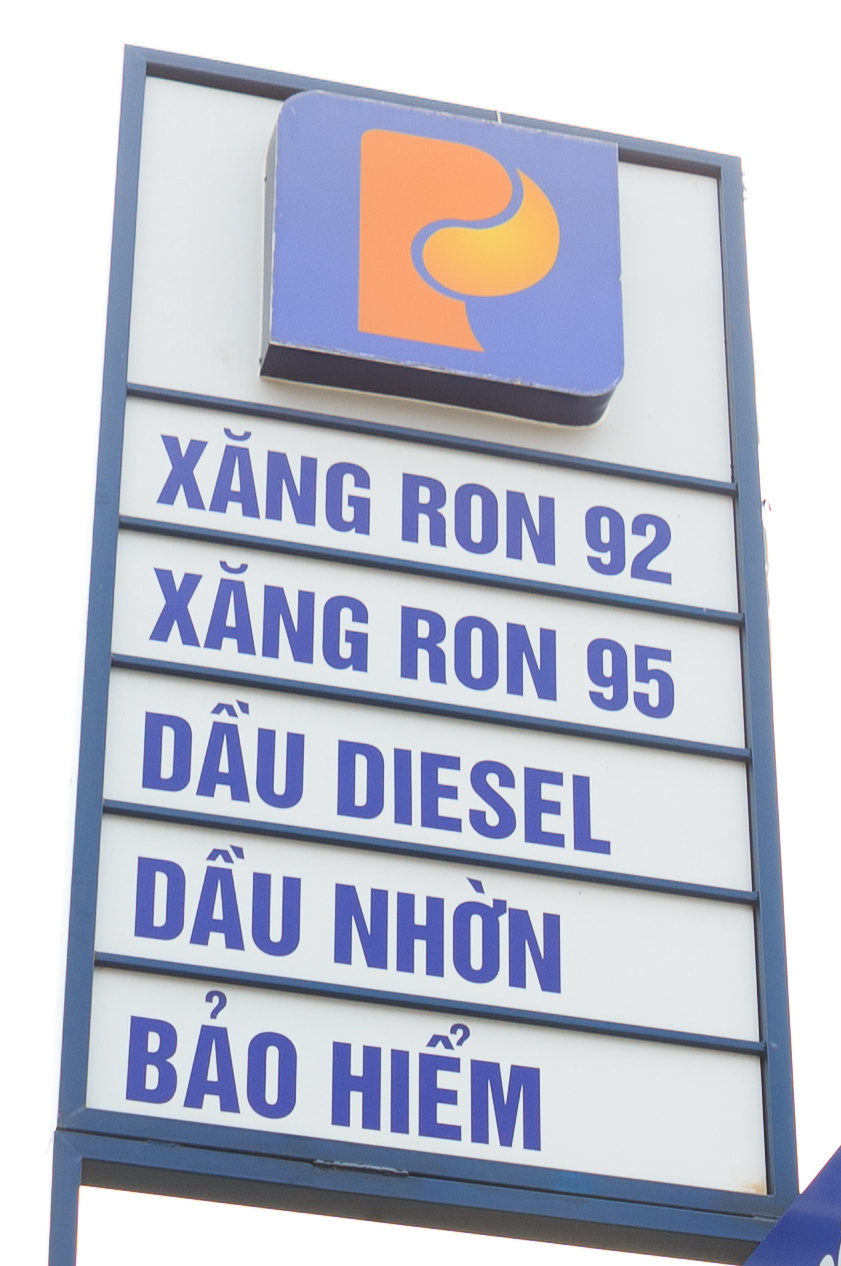 XĂNG RON 92
XĂNG RON 95
DẦU DIESEL
DẦU NHỜN
BẢO HIỂM